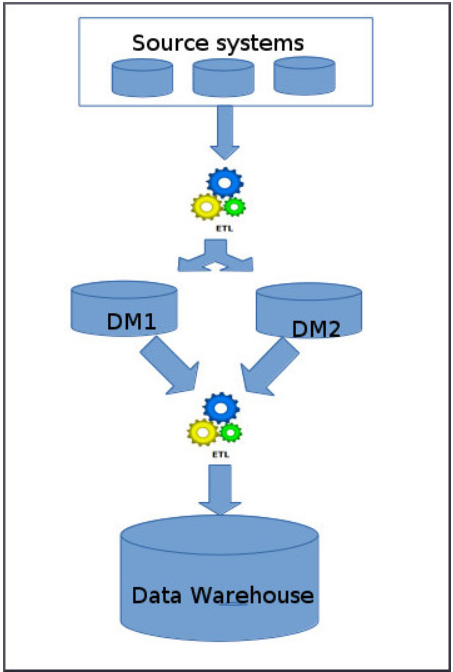 Source systems
ETL
DM1
DM2
ETL
Data Warehouse